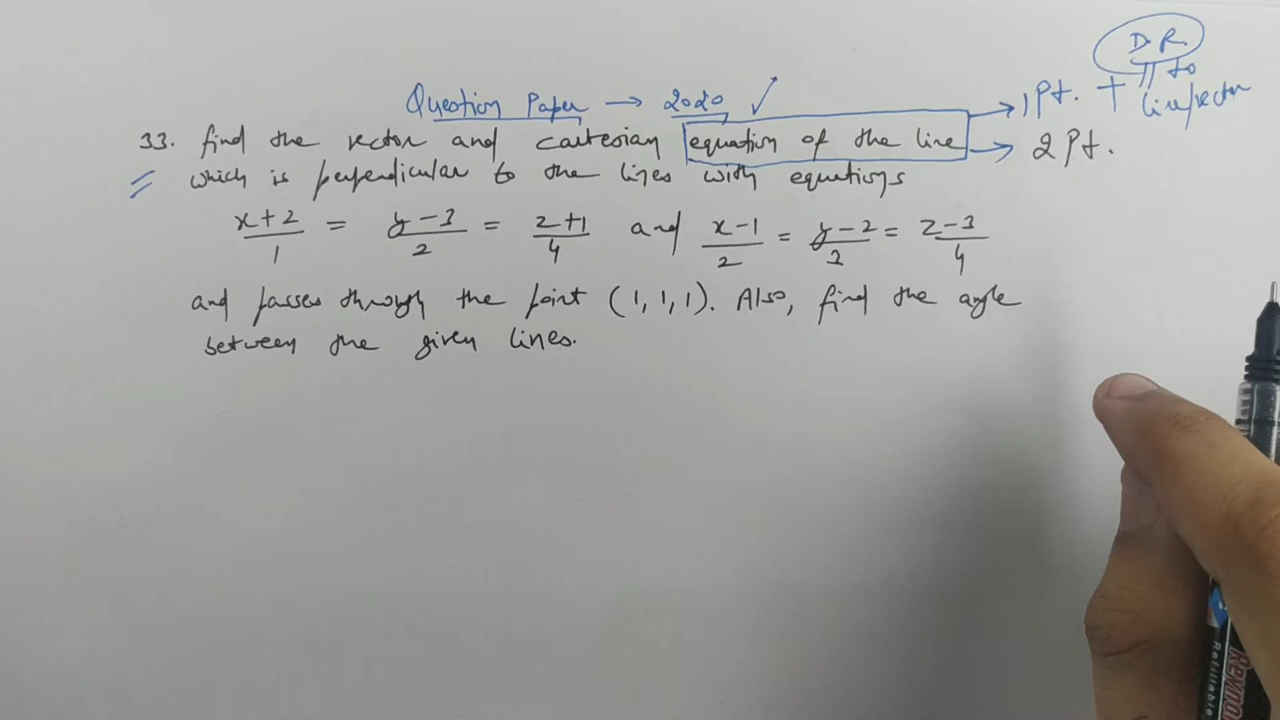 D.R.
|| to
Question Paper → 2020 ✓
1 Pt. + line/vector
33. find the vector and cartesian equation of the line → 2 Pt.
which is perpendicular to the lines with equations
x+2/1 = y-3/2 = z+1/4 and x-1/2 = y-2/3 = z-3/4
and passes through the point (1, 1, 1). Also, find the angle
between the given lines.